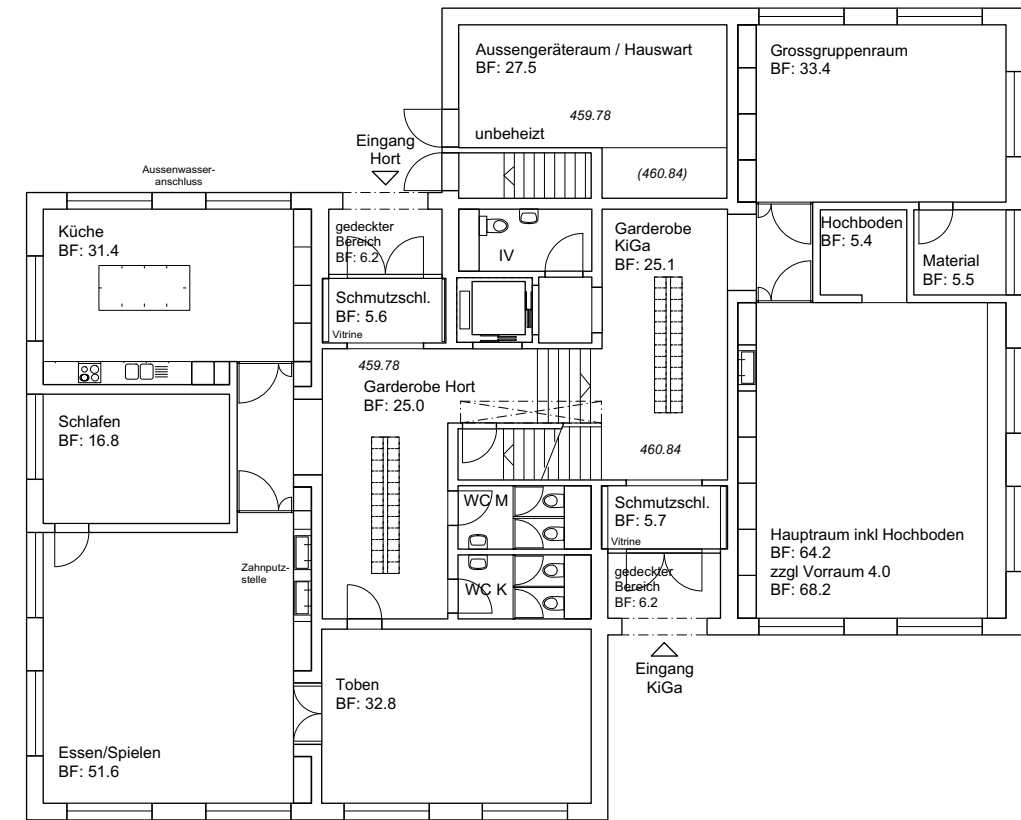 Aussengeräteraum / Hauswart
BF: 27.5
459.78
unbeheizt
(460.84)
Grossgruppenraum
BF: 33.4
Eingang
Hort
Aussenwasser-
anschluss
Küche
BF: 31.4
gedeckter
Bereich
BF: 6.2
IV
Garderobe
KiGa
BF: 25.1
Hochboden
BF: 5.4
Material
BF: 5.5
Schmutzschl.
BF: 5.6
Vitrine
459.78
Garderobe Hort
BF: 25.0
Schlafen
BF: 16.8
460.84
WC M
Schmutzschl.
BF: 5.7
Vitrine
Hauptraum inkl Hochboden
BF: 64.2
zzgl Vorraum 4.0
BF: 68.2
Zahnputz-
stelle
WC K
gedeckter
Bereich
BF: 6.2
Eingang
KiGa
Toben
BF: 32.8
Essen/Spielen
BF: 51.6